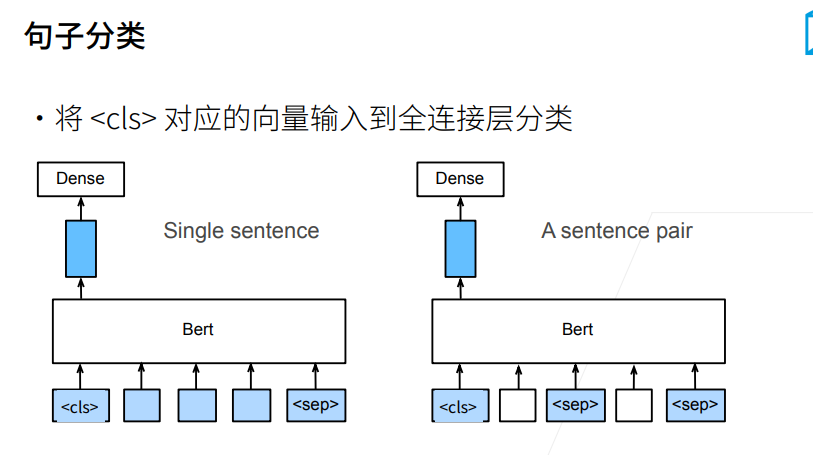 句子分类
• 将 <cls> 对应的向量输入到全连接层分类
Dense
Single sentence
Bert
<cls>
<sep>
Dense
A sentence pair
Bert
<cls>
<sep>
<sep>